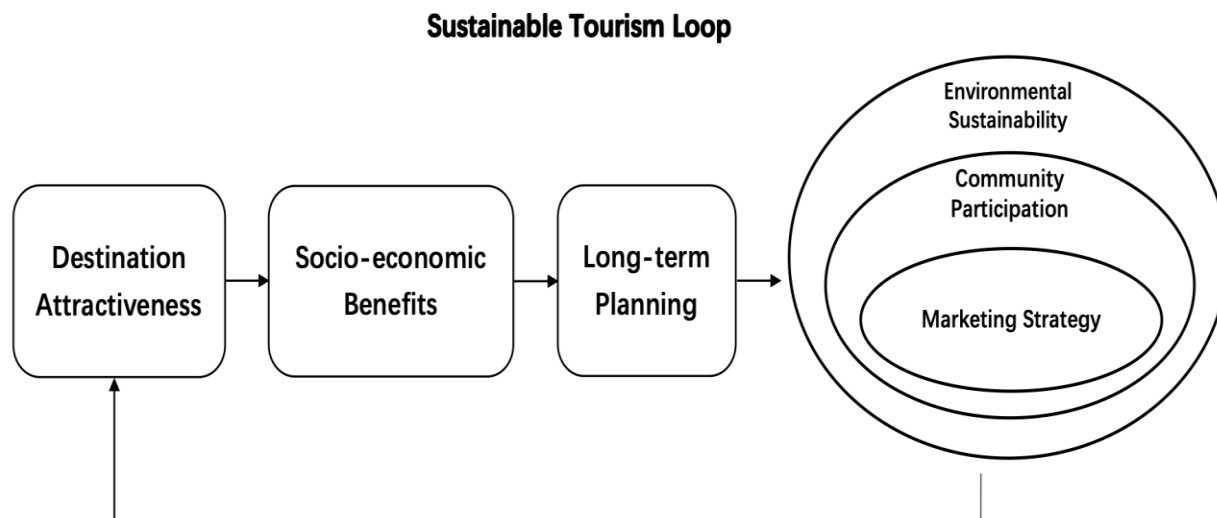 Sustainable Tourism Loop
Destination
Attractiveness
Socio-economic
Benefits
Long-term
Planning
Environmental
Sustainability
Community
Participation
Marketing Strategy